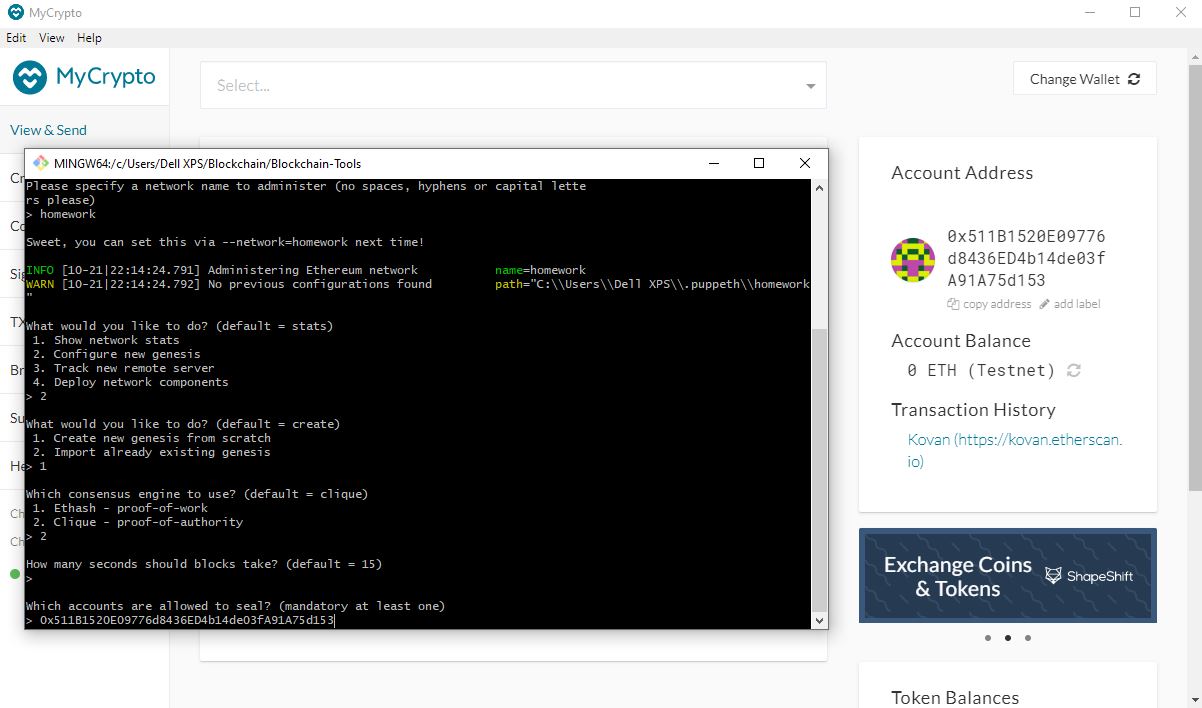 MyCrypto
Edit View Help
MyCrypto
Select...
Change Wallet
View & Send
MINGW64:/c/Users/Dell XPS/Blockchain/Blockchain-Tools
Please specify a network name to administer (no spaces, hyphens or capital lette
rs please)
> homework
Sweet, you can set this via --network=homework next time!
INFO [10-21|22:14:24.791] Administering Ethereum network name=homework
WARN [10-21|22:14:24.792] No previous configurations found path="C:\\Users\\Dell XPS\\.puppeth\\homework
"
What would you like to do? (default = stats)
1. Show network stats
2. Configure new genesis
3. Track new remote server
4. Deploy network components
> 2
What would you like to do? (default = create)
1. Create new genesis from scratch
2. Import already existing genesis
> 1
Which consensus engine to use? (default = clique)
1. Ethash - proof-of-work
2. Clique - proof-of-authority
> 2
How many seconds should blocks take? (default = 15)
>
Which accounts are allowed to seal? (mandatory at least one)
> 0x511B1520E09776d8436ED4b14de03fA91A75d153
Cr
Co
Sig
TX
Br
Su
He
Ch
Ch
Account Address
0x511B1520E09776
d8436ED4b14de03f
A91A75d153
copy address add label
Account Balance
0 ETH (Testnet)
Transaction History
Kovan (https://kovan.etherscan.
io)
Exchange Coins
& Tokens
ShapeShift
Token Balances